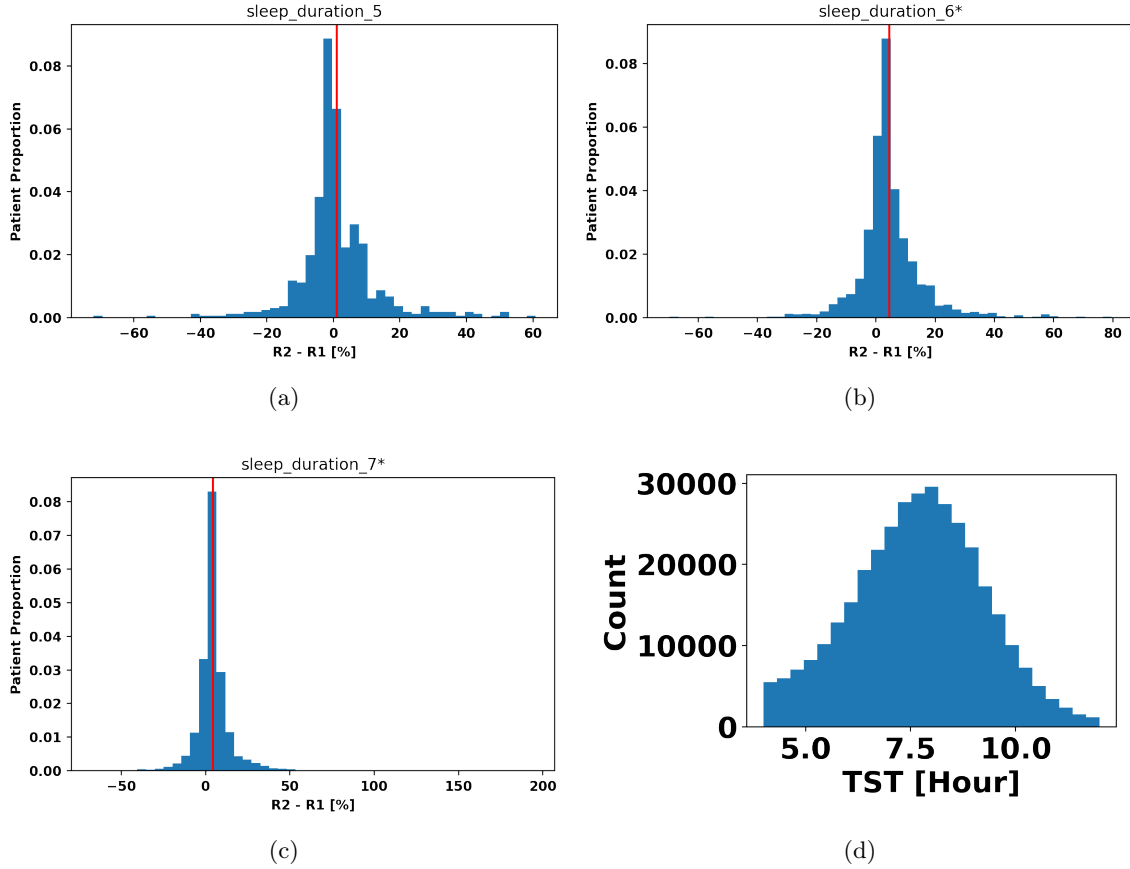 sleep_duration_5
Patient Proportion
0.08
0.06
0.04
0.02
0.00
−60 −40 −20 0 20 40 60
R2 - R1 [%]
(a)
sleep_duration_6*
Patient Proportion
0.08
0.06
0.04
0.02
0.00
−60 −40 −20 0 20 40 60 80
R2 - R1 [%]
(b)
sleep_duration_7*
Patient Proportion
0.08
0.07
0.06
0.05
0.04
0.03
0.02
0.01
0.00
−50 0 50 100 150 200
R2 - R1 [%]
(c)
Count
30000
20000
10000
0
5.0 7.5 10.0
TST [Hour]
(d)